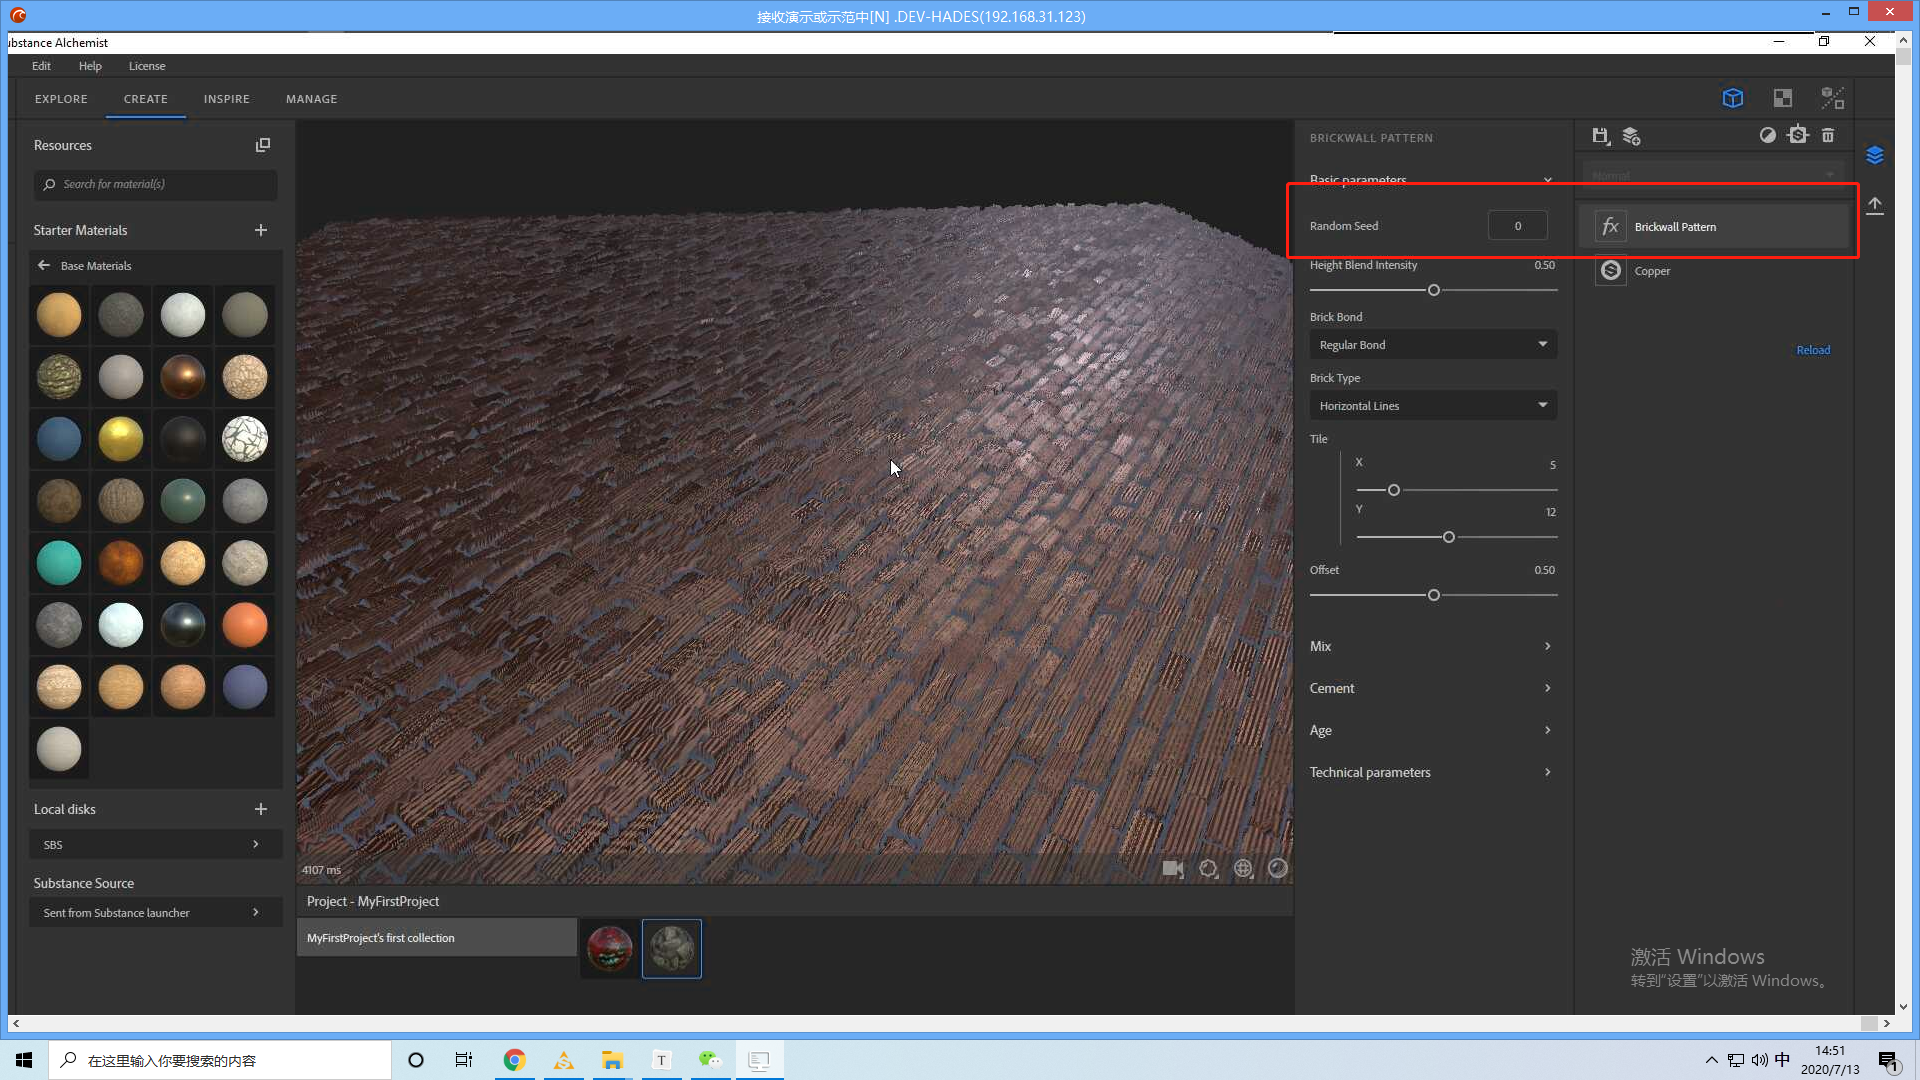 接收演示或示范中[N] .DEV-HADES(192.168.31.123)
ubstance Alchemist
Edit Help License
EXPLORE CREATE INSPIRE MANAGE
Resources
Search for material(s)
Starter Materials
Base Materials
Local disks
SBS
Substance Source
Sent from Substance launcher
4107 ms
Project - MyFirstProject
MyFirstProject's first collection
BRICKWALL PATTERN
Basic parameters
Random Seed 0
Height Blend Intensity 0.50
Brick Bond
Regular Bond
Brick Type
Horizontal Lines
Tile
X 5
Y 12
Offset 0.50
Mix
Cement
Age
Technical parameters
Normal
fx Brickwall Pattern
Copper
Reload
激活 Windows
转到"设置"以激活 Windows。
在这里输入你要搜索的内容
T
中
14:51
2020/7/13
1